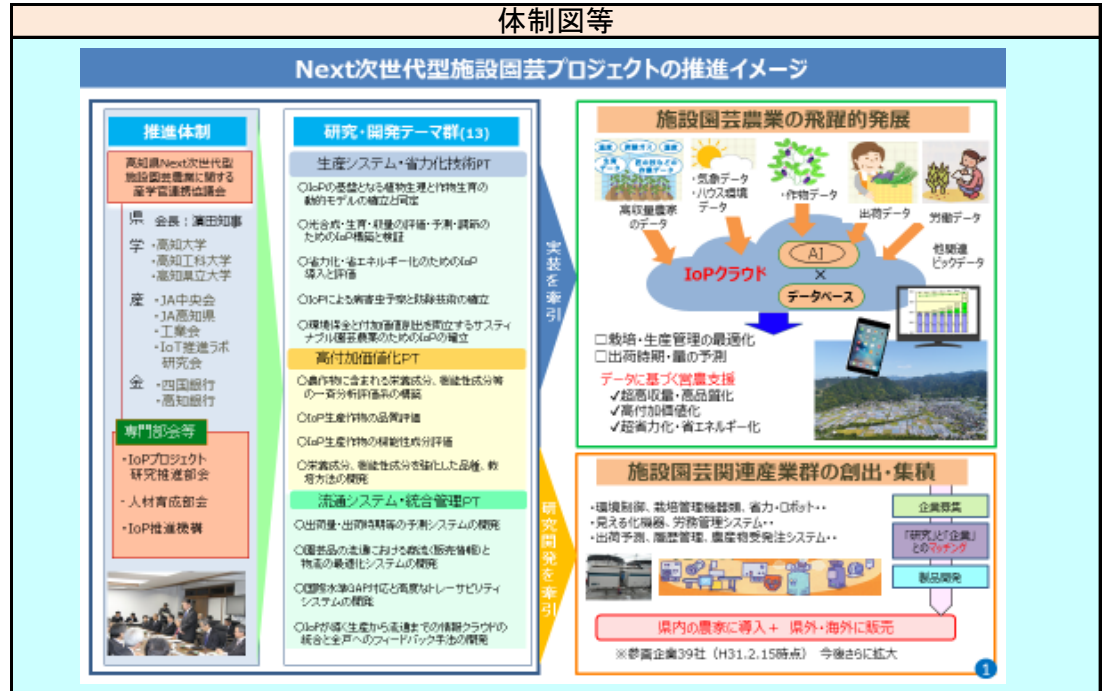 体制図等
Next次世代型施設園芸プロジェクトの推進イメージ
推進体制
高知県Next次世代型
施設園芸農業に関する
産学官連携協議会
県 会長：濵田知事
学 ・高知大学
・高知工科大学
・高知県立大学
産 ・JA中央会
・JA高知県
・工業会
・IoT推進ラボ
研究会
金 ・四国銀行
・高知銀行
専門部会等
・IoPプロジェクト
研究推進部会
・人材育成部会
・IoP推進機構
研究・開発テーマ群(13)
生産システム・省力化技術PT
○IoPの基盤となる植物生理と作物生育の
動的モデルの確立と同定
○光合成・生育・収量の評価・予測・調節の
ためのIoP構築と検証
○省力化・省エネルギー化のためのIoP
導入と評価
○IoPによる病害虫予察と防除技術の確立
○環境保全と付加価値創出を両立するサスティ
ナブル園芸農業のためのIoPの確立
高付加価値化PT
○農作物に含まれる栄養成分、機能性成分等
の一斉分析評価系の構築
○IoP生産作物の品質評価
○IoP生産作物の機能性成分評価
○栄養成分、機能性成分を強化した品種、栽
培方法の開発
流通システム・統合管理PT
○出荷量・出荷時期等の予測システムの開発
○園芸品の流通における商流(販売情報)と
物流の最適化システムの開発
○国際水準GAP対応と高度なトレーサビリティ
システムの開発
○IoPが導く生産から流通までの情報クラウドの
統合と全戸へのフィードバック手法の開発
実装を牽引
研究開発を牽引
施設園芸農業の飛躍的発展
高収量農家
のデータ
・気象データ
・ハウス環境
データ
・作物データ
出荷データ
労働データ
他関連
ビックデータ
IoPクラウド
AI
×
データベース
□栽培・生産管理の最適化
□出荷時期・量の予測
データに基づく営農支援
✓超高収量・高品質化
✓高付加価値化
✓超省力化・省エネルギー化
施設園芸関連産業群の創出・集積
・環境制御、栽培管理機器類、省力・ロボット・・
・見える化機器、労務管理システム・・
・出荷予測、履歴管理、農産物受発注システム・・
企業募集
「研究」と「企業」
とのマッチング
製品開発
県内の農家に導入＋ 県外・海外に販売
※参画企業39社（H31.2.15時点） 今後さらに拡大
1